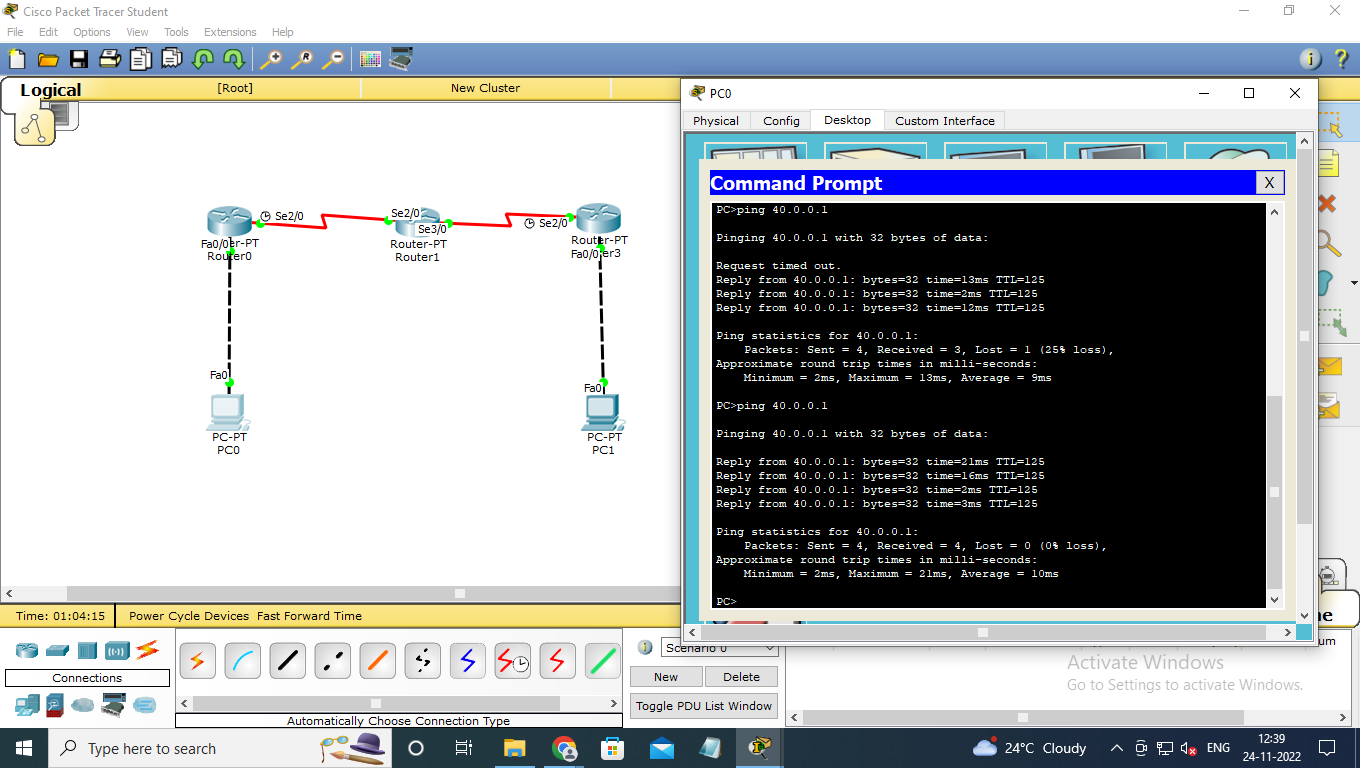 Cisco Packet Tracer Student
File Edit Options View Tools Extensions Help
Logical
[Root]
New Cluster
Se2/0
Se2/0
Se3/0
Se2/0
Fa0/0
er-PT
Router0
Router-PT
Router1
Router-PT
Fa0/0
er3
Fa0
PC-PT
PC0
Fa0
PC-PT
PC1
PC0
Physical Config Desktop Custom Interface
Command Prompt
X
PC>ping 40.0.0.1
Pinging 40.0.0.1 with 32 bytes of data:
Request timed out.
Reply from 40.0.0.1: bytes=32 time=13ms TTL=125
Reply from 40.0.0.1: bytes=32 time=2ms TTL=125
Reply from 40.0.0.1: bytes=32 time=12ms TTL=125
Ping statistics for 40.0.0.1:
Packets: Sent = 4, Received = 3, Lost = 1 (25% loss),
Approximate round trip times in milli-seconds:
Minimum = 2ms, Maximum = 13ms, Average = 9ms
PC>ping 40.0.0.1
Pinging 40.0.0.1 with 32 bytes of data:
Reply from 40.0.0.1: bytes=32 time=21ms TTL=125
Reply from 40.0.0.1: bytes=32 time=16ms TTL=125
Reply from 40.0.0.1: bytes=32 time=2ms TTL=125
Reply from 40.0.0.1: bytes=32 time=3ms TTL=125
Ping statistics for 40.0.0.1:
Packets: Sent = 4, Received = 4, Lost = 0 (0% loss),
Approximate round trip times in milli-seconds:
Minimum = 2ms, Maximum = 21ms, Average = 10ms
PC>
Time: 01:04:15
Power Cycle Devices Fast Forward Time
Connections
Automatically Choose Connection Type
Scenario 0
New
Delete
Toggle PDU List Window
Activate Windows
Go to Settings to activate Windows.
Type here to search
24°C Cloudy
ENG
12:39
24-11-2022